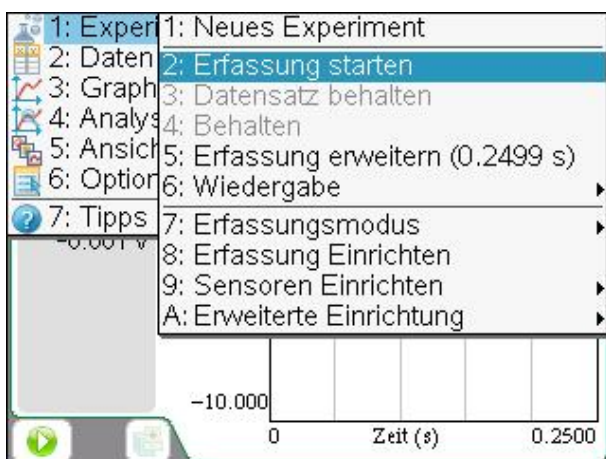 1: Experi
2: Daten
3: Graph
4: Analys
5: Ansich
6: Option
7: Tipps
1: Neues Experiment
2: Erfassung starten
3: Datensatz behalten
4: Behalten
5: Erfassung erweitern (0.2499 s)
6: Wiedergabe
7: Erfassungsmodus
8: Erfassung Einrichten
9: Sensoren Einrichten
A: Erweiterte Einrichtung
-0.001 V
-10.000
0 Zeit (s) 0.2500